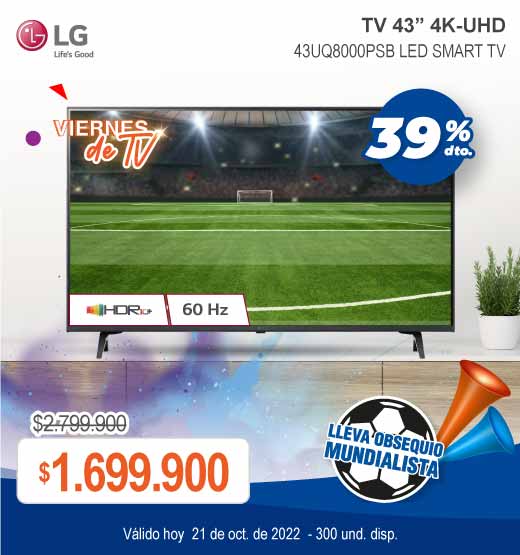 LG
Life's Good
TV 43” 4K-UHD
43UQ8000PSB LED SMART TV
VIERNES
de TV
39%
dto.
HDR10+
60 Hz
$2.799.900
$1.699.900
LLEVA OBSEQUIO
MUNDIALISTA
Válido hoy 21 de oct. de 2022 - 300 und. disp.